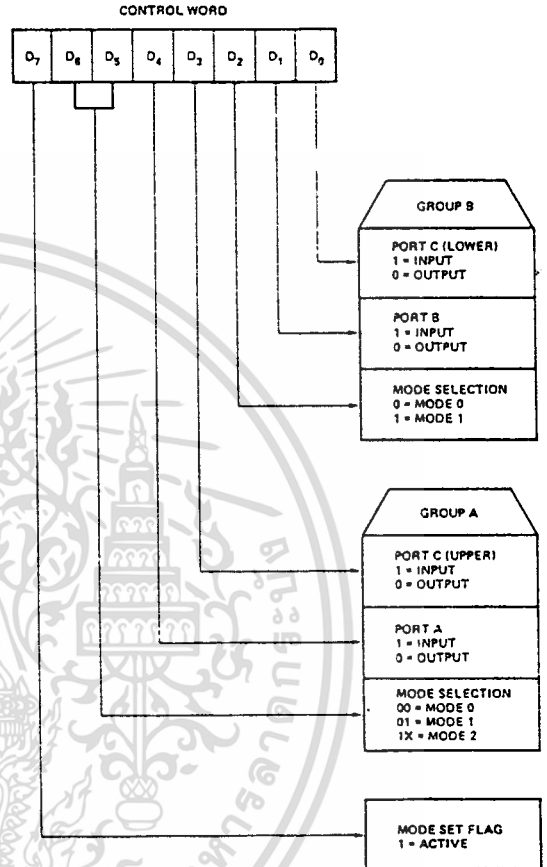 CONTROL WORD
D7 D6 D5 D4 D3 D2 D1 D0
GROUP B
PORT C (LOWER)
1 = INPUT
0 = OUTPUT
PORT B
1 = INPUT
0 = OUTPUT
MODE SELECTION
0 = MODE 0
1 = MODE 1
GROUP A
PORT C (UPPER)
1 = INPUT
0 = OUTPUT
PORT A
1 = INPUT
0 = OUTPUT
MODE SELECTION
00 = MODE 0
01 = MODE 1
1X = MODE 2
MODE SET FLAG
1 = ACTIVE